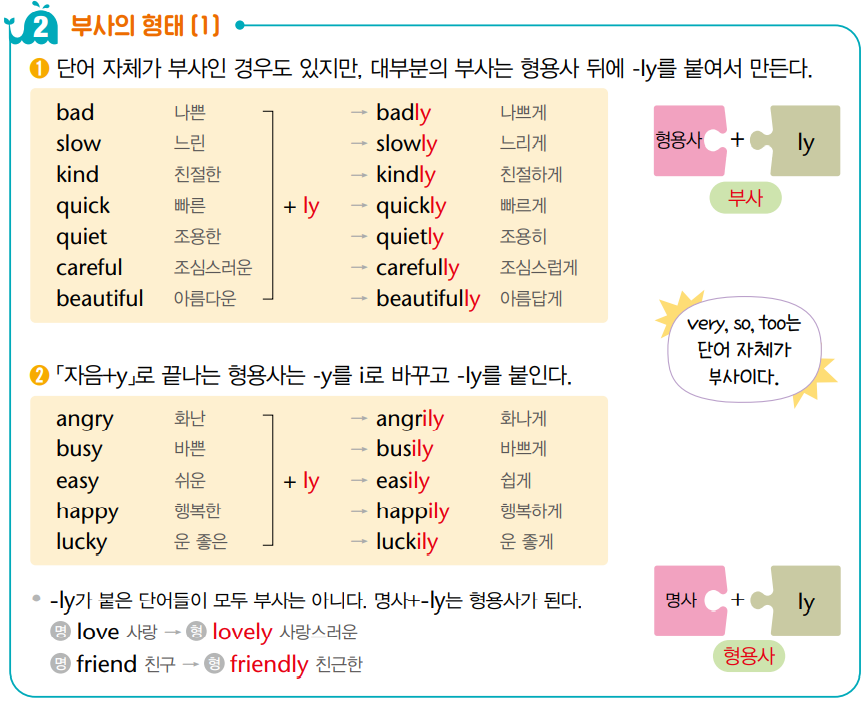 2 부사의 형태 (1)
1 단어 자체가 부사인 경우도 있지만, 대부분의 부사는 형용사 뒤에 -ly를 붙여서 만든다.
bad 나쁜 → badly 나쁘게
slow 느린 → slowly 느리게
kind 친절한 → kindly 친절하게
quick 빠른 + ly → quickly 빠르게
quiet 조용한 → quietly 조용히
careful 조심스러운 → carefully 조심스럽게
beautiful 아름다운 → beautifully 아름답게
형용사 + ly
부사
very, so, too는
단어 자체가
부사이다.
2 「자음+y」로 끝나는 형용사는 -y를 i로 바꾸고 -ly를 붙인다.
angry 화난 → angrily 화나게
busy 바쁜 → busily 바쁘게
easy 쉬운 + ly → easily 쉽게
happy 행복한 → happily 행복하게
lucky 운 좋은 → luckily 운 좋게
-ly가 붙은 단어들이 모두 부사는 아니다. 명사+-ly는 형용사가 된다.
명 love 사랑 → 형 lovely 사랑스러운
명 friend 친구 → 형 friendly 친근한
명사 + ly
형용사